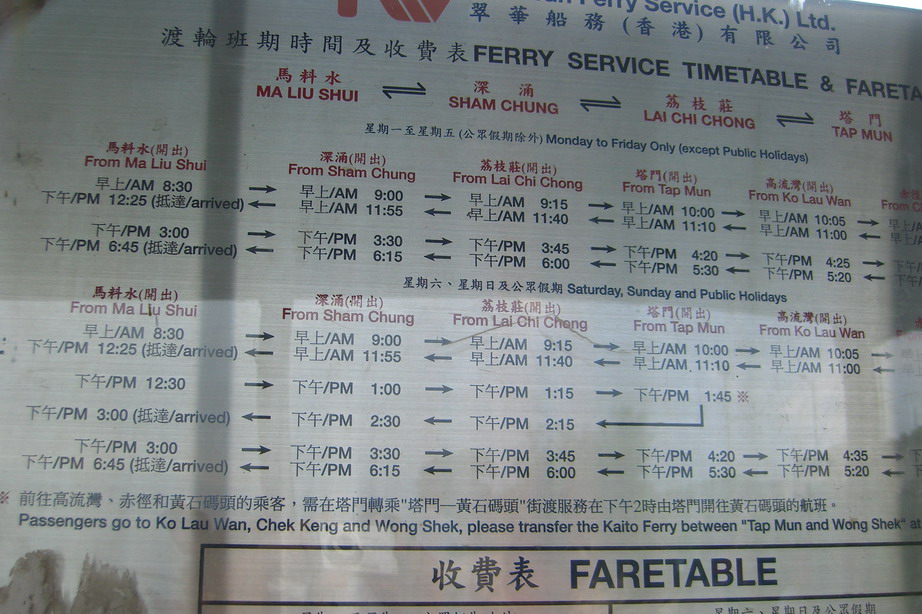 Ferry Service (H.K.) Ltd.
翠華船務(香港)有限公司
渡輪班期時間及收費表 FERRY SERVICE TIMETABLE & FARETA
馬料水 深涌 荔枝莊 塔門
MA LIU SHUI ⇌ SHAM CHUNG ⇌ LAI CHI CHONG ⇌ TAP MUN
星期一至星期五(公眾假期除外) Monday to Friday Only (except Public Holidays)
馬料水(開出) 深涌(開出) 荔枝莊(開出) 塔門(開出) 高流灣(開出)
From Ma Liu Shui From Sham Chung From Lai Chi Chong From Tap Mun From Ko Lau Wan
早上/AM 8:30 → 早上/AM 9:00 → 早上/AM 9:15 → 早上/AM 10:00 → 早上/AM 10:05 →
下午/PM 12:25 (抵達/arrived) ← 早上/AM 11:55 ← 早上/AM 11:40 ← 早上/AM 11:10 ← 早上/AM 11:00 ←
下午/PM 3:00 → 下午/PM 3:30 → 下午/PM 3:45 → 下午/PM 4:20 → 下午/PM 4:25 →
下午/PM 6:45 (抵達/arrived) ← 下午/PM 6:15 ← 下午/PM 6:00 ← 下午/PM 5:30 ← 下午/PM 5:20 ←
星期六、星期日及公眾假期 Saturday, Sunday and Public Holidays
馬料水(開出) 深涌(開出) 荔枝莊(開出) 塔門(開出) 高流灣(開出)
From Ma Liu Shui From Sham Chung From Lai Chi Chong From Tap Mun From Ko Lau Wan
早上/AM 8:30 → 早上/AM 9:00 → 早上/AM 9:15 → 早上/AM 10:00 → 早上/AM 10:05 →
下午/PM 12:25 (抵達/arrived) ← 早上/AM 11:55 ← 早上/AM 11:40 ← 早上/AM 11:10 ← 早上/AM 11:00 ←
下午/PM 12:30 → 下午/PM 1:00 → 下午/PM 1:15 → 下午/PM 1:45 ※
下午/PM 3:00 (抵達/arrived) ← 下午/PM 2:30 ← 下午/PM 2:15 ←
下午/PM 3:00 → 下午/PM 3:30 → 下午/PM 3:45 → 下午/PM 4:20 → 下午/PM 4:35 →
下午/PM 6:45 (抵達/arrived) ← 下午/PM 6:15 ← 下午/PM 6:00 ← 下午/PM 5:30 ← 下午/PM 5:20 ←
※ 前往高流灣、赤徑和黃石碼頭的乘客,需在塔門轉乘"塔門—黃石碼頭"街渡服務在下午2時由塔門開往黃石碼頭的航班。
Passengers go to Ko Lau Wan, Chek Keng and Wong Shek, please transfer the Kaito Ferry between "Tap Mun and Wong Shek" at
收費表 FARETABLE